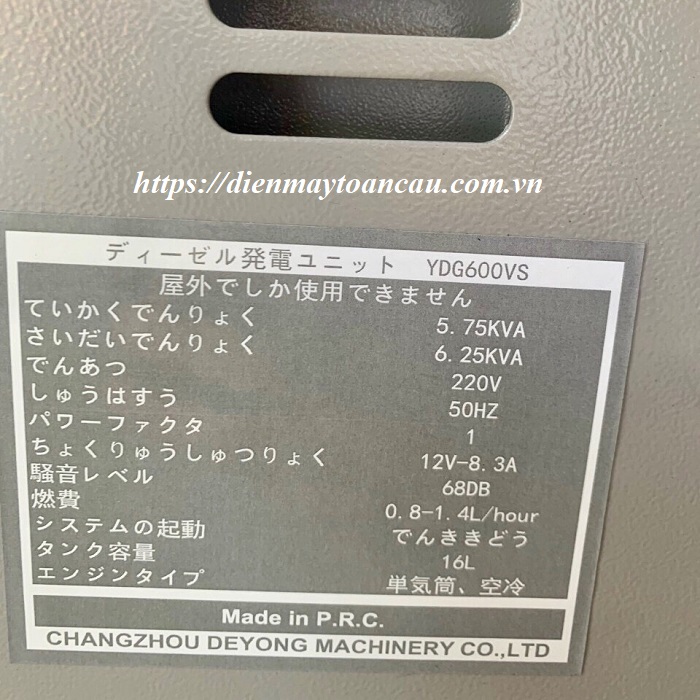 https://dienmaytoancau.com.vn
ディーゼル発電ユニット YDG600VS
屋外でしか使用できません
ていかくでんりょく 5.75KVA
さいだいでんりょく 6.25KVA
でんあつ 220V
しゅうはすう 50HZ
パワーファクタ 1
ちょくりゅうしゅつりょく 12V-8.3A
騒音レベル 68DB
燃費 0.8-1.4L/hour
システムの起動 でんききどう
タンク容量 16L
エンジンタイプ 単気筒、空冷
Made in P.R.C.
CHANGZHOU DEYONG MACHINERY CO.,LTD